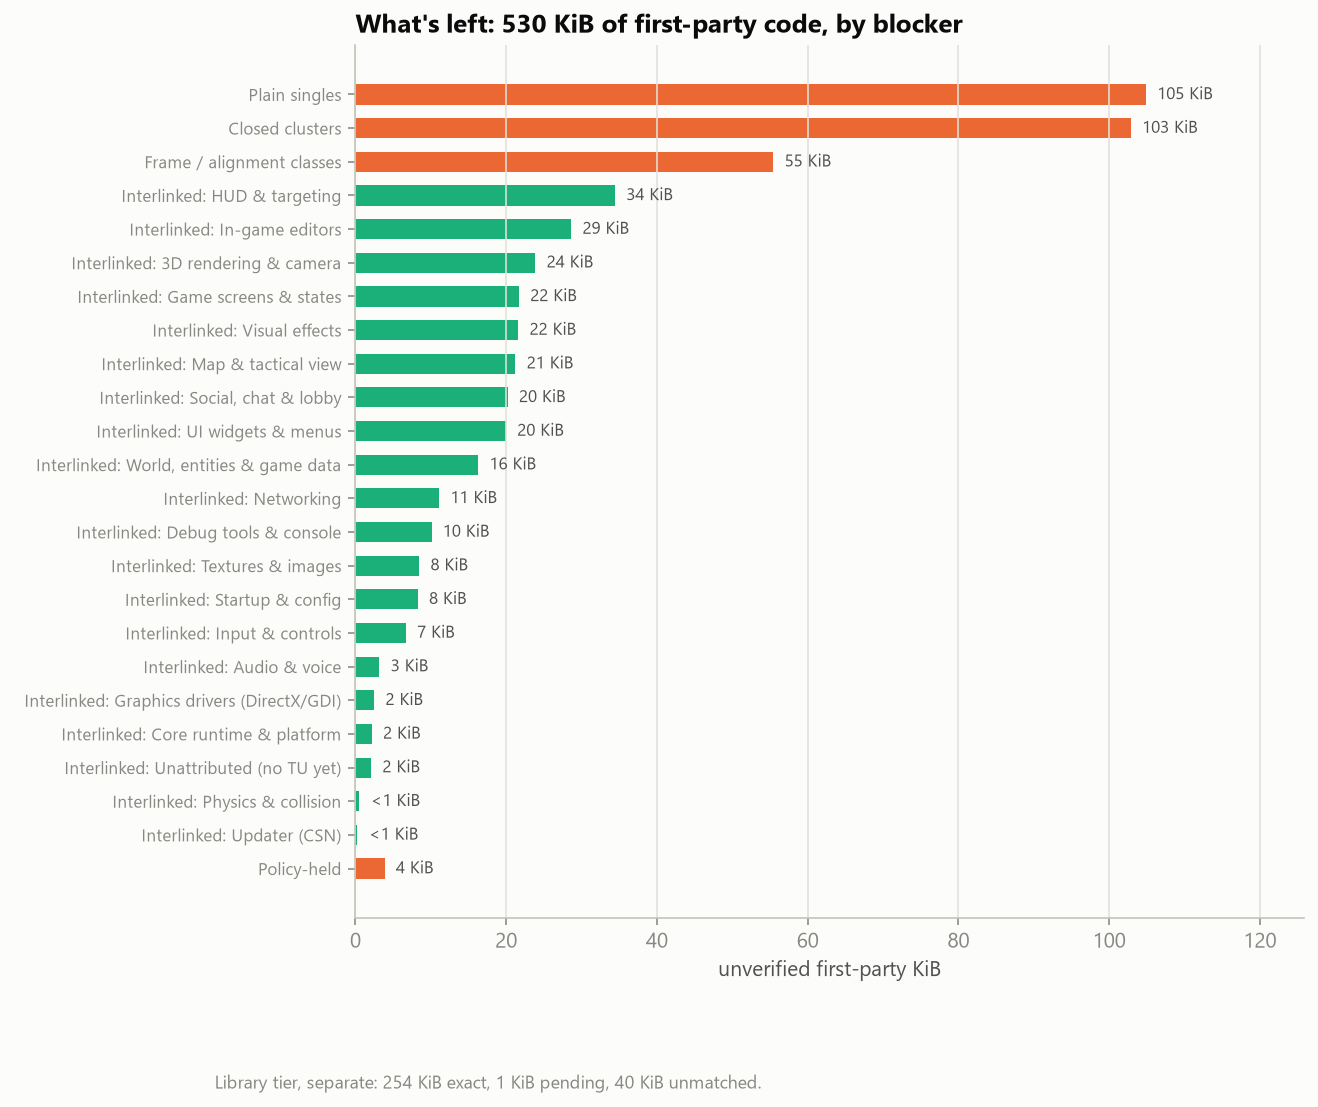 What's left: 530 KiB of first-party code, by blocker
Plain singles 105 KiB
Closed clusters 103 KiB
Frame / alignment classes 55 KiB
Interlinked: HUD & targeting 34 KiB
Interlinked: In-game editors 29 KiB
Interlinked: 3D rendering & camera 24 KiB
Interlinked: Game screens & states 22 KiB
Interlinked: Visual effects 22 KiB
Interlinked: Map & tactical view 21 KiB
Interlinked: Social, chat & lobby 20 KiB
Interlinked: UI widgets & menus 20 KiB
Interlinked: World, entities & game data 16 KiB
Interlinked: Networking 11 KiB
Interlinked: Debug tools & console 10 KiB
Interlinked: Textures & images 8 KiB
Interlinked: Startup & config 8 KiB
Interlinked: Input & controls 7 KiB
Interlinked: Audio & voice 3 KiB
Interlinked: Graphics drivers (DirectX/GDI) 2 KiB
Interlinked: Core runtime & platform 2 KiB
Interlinked: Unattributed (no TU yet) 2 KiB
Interlinked: Physics & collision <1 KiB
Interlinked: Updater (CSN) <1 KiB
Policy-held 4 KiB
0 20 40 60 80 100 120
unverified first-party KiB
Library tier, separate: 254 KiB exact, 1 KiB pending, 40 KiB unmatched.